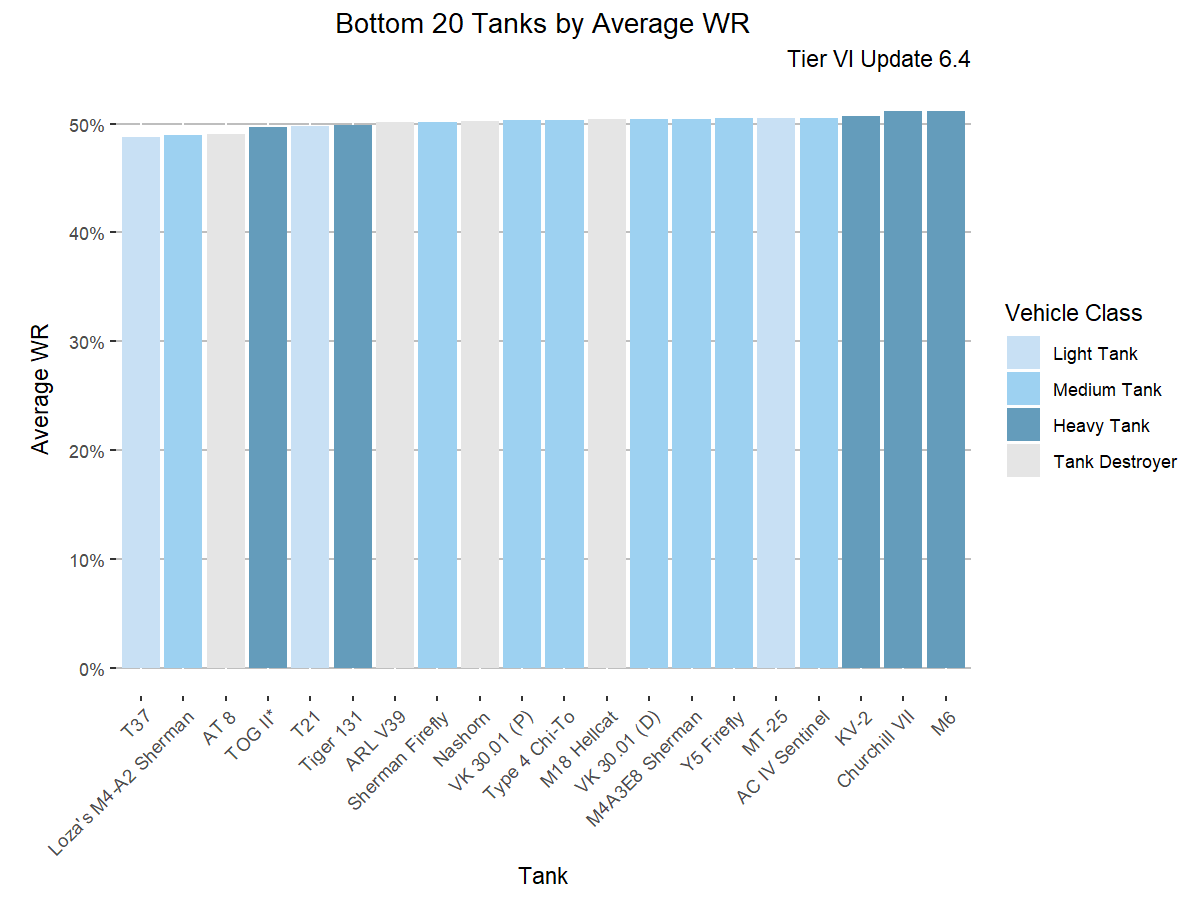 Bottom 20 Tanks by Average WR
Tier VI Update 6.4
50%
40%
30%
20%
10%
0%
Average WR
T37
Loza's M4-A2 Sherman
AT 8
TOG II*
T21
Tiger 131
ARL V39
Sherman Firefly
Nashorn
VK 30.01 (P)
Type 4 Chi-To
M18 Hellcat
VK 30.01 (D)
M4A3E8 Sherman
Y5 Firefly
MT-25
AC IV Sentinel
KV-2
Churchill VII
M6
Tank
Vehicle Class
Light Tank
Medium Tank
Heavy Tank
Tank Destroyer